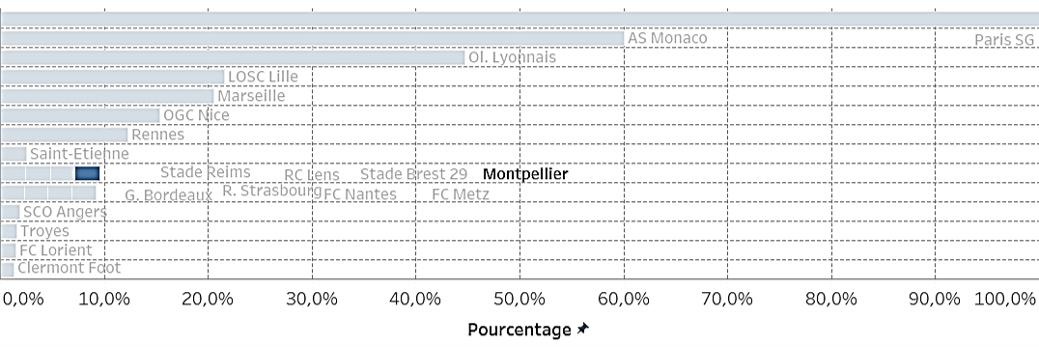 Paris SG
AS Monaco
Ol. Lyonnais
LOSC Lille
Marseille
OGC Nice
Rennes
Saint-Etienne
Stade Reims RC Lens Stade Brest 29 Montpellier
G. Bordeaux R. Strasbourg FC Nantes FC Metz
SCO Angers
Troyes
FC Lorient
Clermont Foot
0,0% 10,0% 20,0% 30,0% 40,0% 50,0% 60,0% 70,0% 80,0% 90,0% 100,0%
Pourcentage